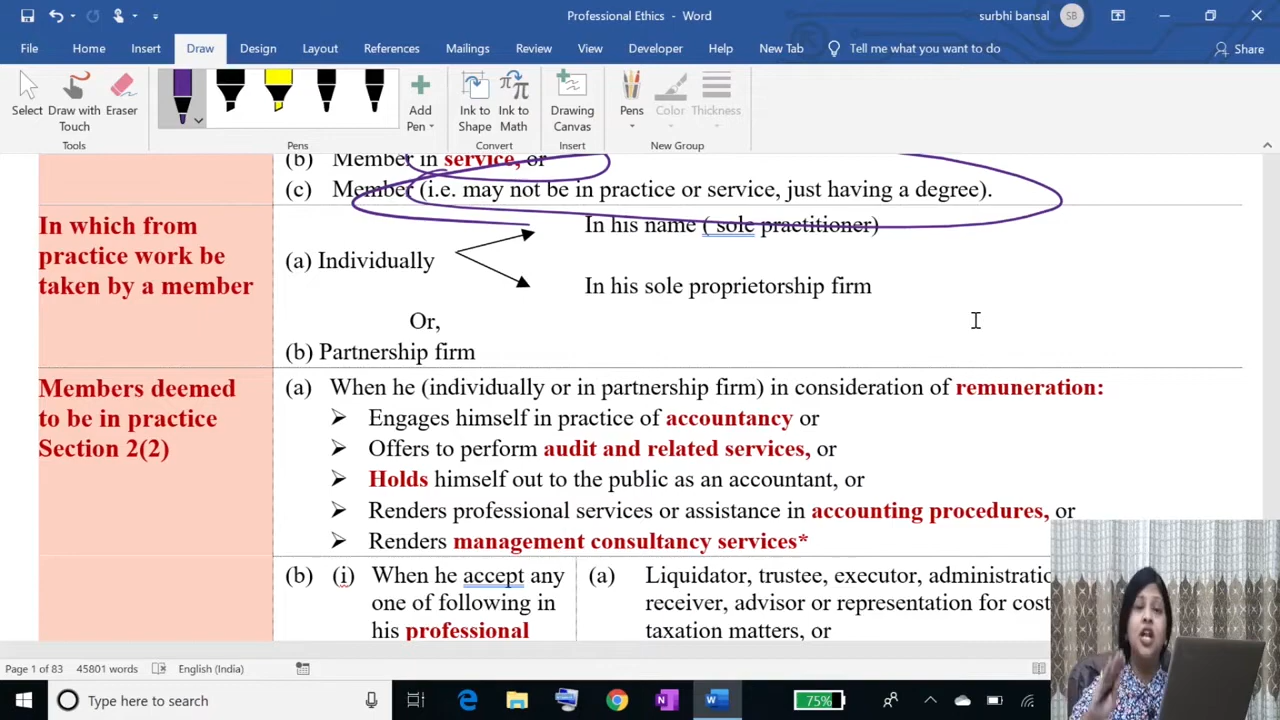 Professional Ethics - Word
surbhi bansal
SB
File Home Insert Draw Design Layout References Mailings Review View Developer Help New Tab Tell me what you want to do Share
Select Draw with Touch Eraser
Add Pen
Ink to Shape Ink to Math
Drawing Canvas
Pens Color Thickness
Tools Pens Convert Insert New Group
(b) Member in service, or
(c) Member (i.e. may not be in practice or service, just having a degree).
In which from
practice work be
taken by a member
In his name ( sole practitioner)
(a) Individually
In his sole proprietorship firm
Or,
(b) Partnership firm
Members deemed
to be in practice
Section 2(2)
(a) When he (individually or in partnership firm) in consideration of remuneration:
Engages himself in practice of accountancy or
Offers to perform audit and related services, or
Holds himself out to the public as an accountant, or
Renders professional services or assistance in accounting procedures, or
Renders management consultancy services*
(b) (i) When he accept any
one of following in
his professional
(a) Liquidator, trustee, executor, administratio
receiver, advisor or representation for cost
taxation matters, or
Page 1 of 83 45801 words English (India)
Type here to search
75%